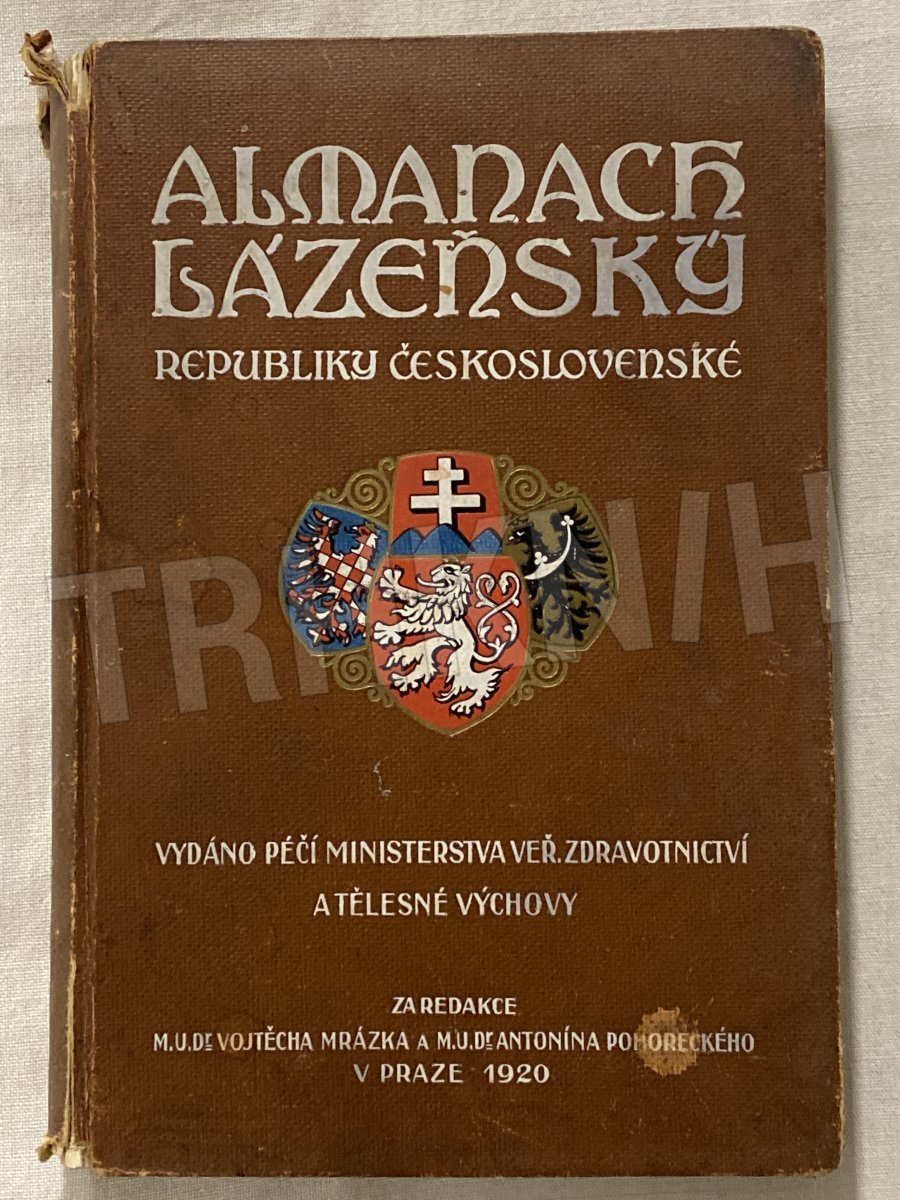 ALMANACH
LÁZEŇSKÝ
REPUBLIKY ČESKOSLOVENSKÉ
VYDÁNO PÉČÍ MINISTERSTVA VEŘ. ZDRAVOTNICTVÍ
A TĚLESNÉ VÝCHOVY
ZA REDAKCE
M.U.Dr VOJTĚCHA MRÁZKA A M.U.Dr ANTONÍNA POHORECKÉHO
V PRAZE 1920